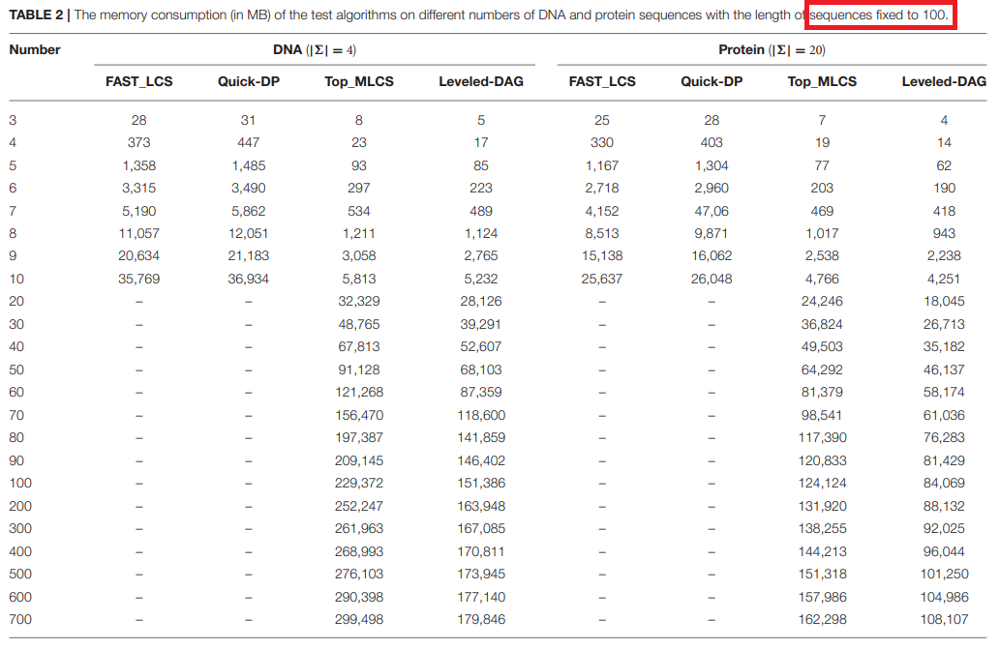 TABLE 2 | The memory consumption (in MB) of the test algorithms on different numbers of DNA and protein sequences with the length of sequences fixed to 100.
Number DNA (|Σ| = 4) Protein (|Σ| = 20)
FAST_LCS Quick-DP Top_MLCS Leveled-DAG FAST_LCS Quick-DP Top_MLCS Leveled-DAG
3 28 31 8 5 25 28 7 4
4 373 447 23 17 330 403 19 14
5 1,358 1,485 93 85 1,167 1,304 77 62
6 3,315 3,490 297 223 2,718 2,960 203 190
7 5,190 5,862 534 489 4,152 47,06 469 418
8 11,057 12,051 1,211 1,124 8,513 9,871 1,017 943
9 20,634 21,183 3,058 2,765 15,138 16,062 2,538 2,238
10 35,769 36,934 5,813 5,232 25,637 26,048 4,766 4,251
20 – – 32,329 28,126 – – 24,246 18,045
30 – – 48,765 39,291 – – 36,824 26,713
40 – – 67,813 52,607 – – 49,503 35,182
50 – – 91,128 68,103 – – 64,292 46,137
60 – – 121,268 87,359 – – 81,379 58,174
70 – – 156,470 118,600 – – 98,541 61,036
80 – – 197,387 141,859 – – 117,390 76,283
90 – – 209,145 146,402 – – 120,833 81,429
100 – – 229,372 151,386 – – 124,124 84,069
200 – – 252,247 163,948 – – 131,920 88,132
300 – – 261,963 167,085 – – 138,255 92,025
400 – – 268,993 170,811 – – 144,213 96,044
500 – – 276,103 173,945 – – 151,318 101,250
600 – – 290,398 177,140 – – 157,986 104,986
700 – – 299,498 179,846 – – 162,298 108,107